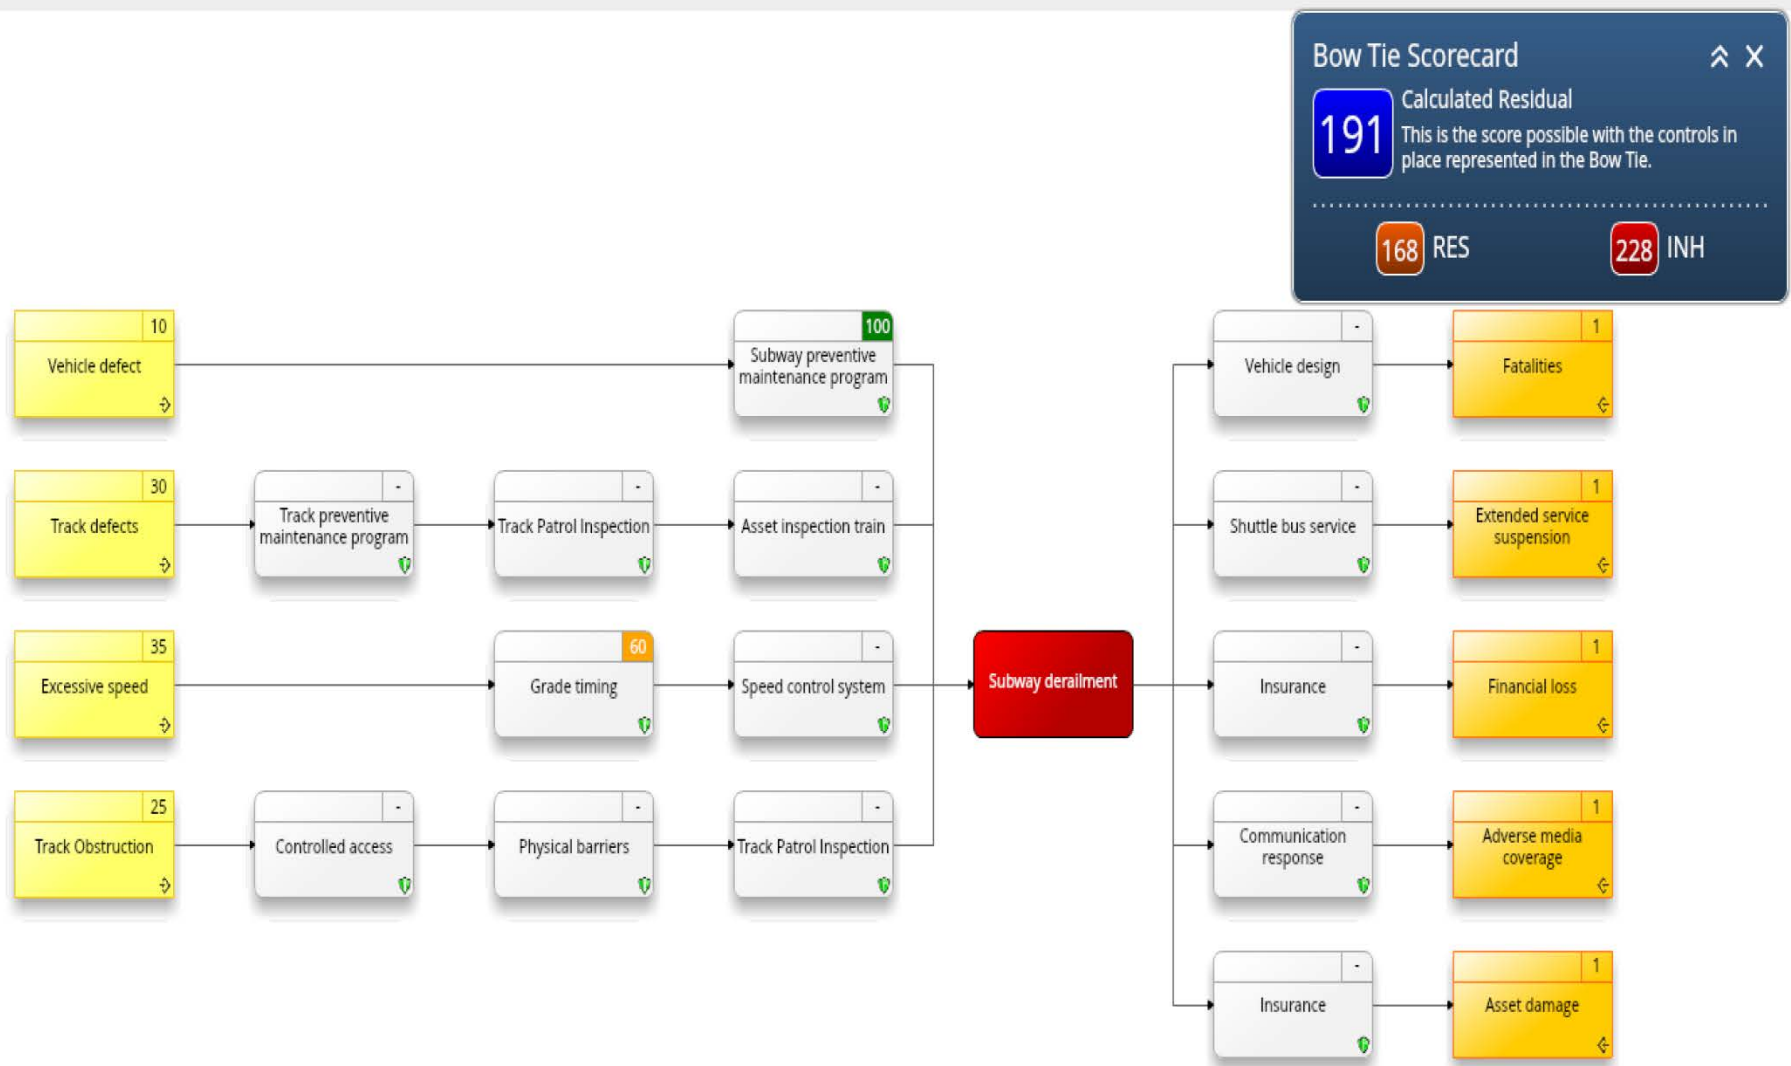 Bow Tie Scorecard
191
Calculated Residual
This is the score possible with the controls in
place represented in the Bow Tie.
168 RES
228 INH
10
Vehicle defect
100
Subway preventive
maintenance program
-
Vehicle design
1
Fatalities
30
Track defects
-
Track preventive
maintenance program
-
Track Patrol Inspection
-
Asset inspection train
-
Shuttle bus service
1
Extended service
suspension
35
Excessive speed
60
Grade timing
-
Speed control system
Subway derailment
-
Insurance
1
Financial loss
25
Track Obstruction
-
Controlled access
-
Physical barriers
-
Track Patrol Inspection
-
Communication
response
1
Adverse media
coverage
-
Insurance
1
Asset damage